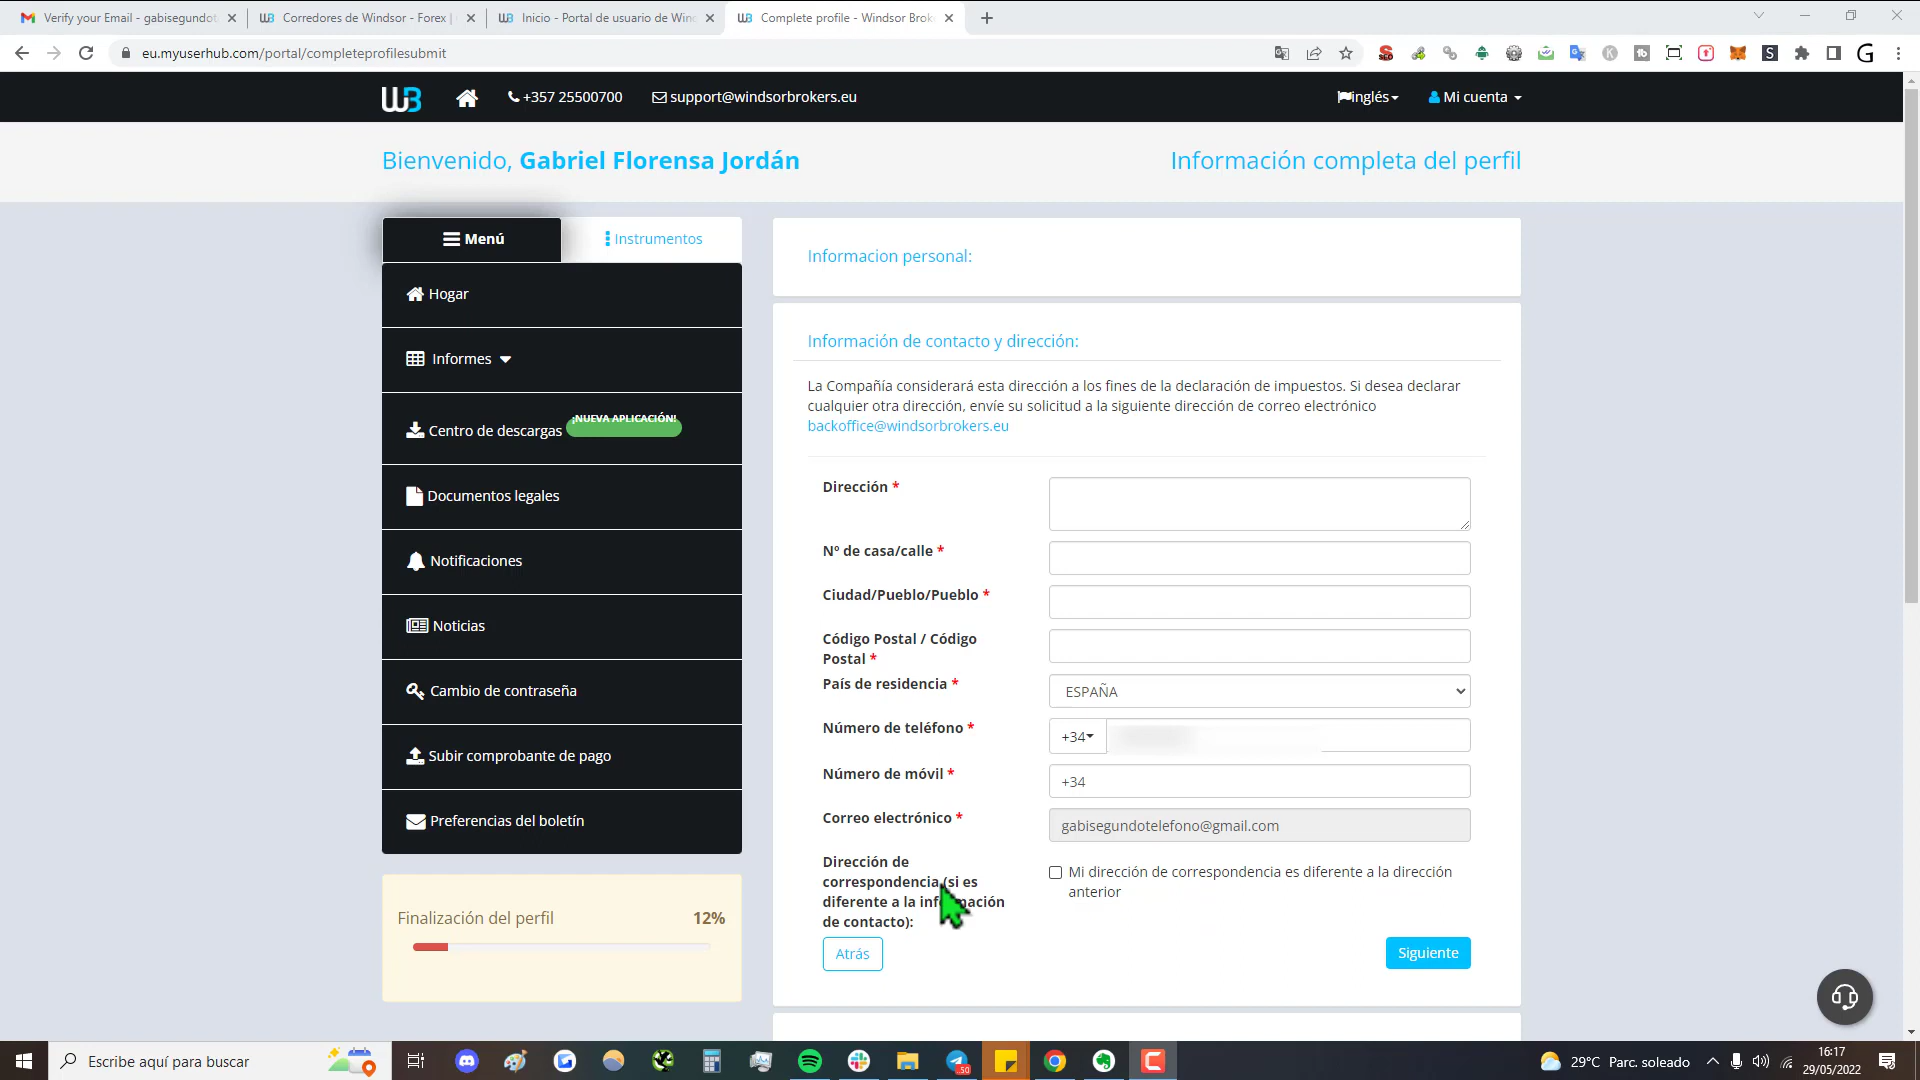 Verify your Email - gabisegundot
Corredores de Windsor - Forex |
Inicio - Portal de usuario de Win
Complete profile - Windsor Brok
eu.myuserhub.com/portal/completeprofilesubmit
+357 25500700
support@windsorbrokers.eu
inglés
Mi cuenta
Bienvenido, Gabriel Florensa Jordán
Información completa del perfil
Menú
Instrumentos
Hogar
Informes
Centro de descargas
¡NUEVA APLICACIÓN!
Documentos legales
Notificaciones
Noticias
Cambio de contraseña
Subir comprobante de pago
Preferencias del boletín
Finalización del perfil
12%
Informacion personal:
Información de contacto y dirección:
La Compañía considerará esta dirección a los fines de la declaración de impuestos. Si desea declarar
cualquier otra dirección, envíe su solicitud a la siguiente dirección de correo electrónico
backoffice@windsorbrokers.eu
Dirección *
Nº de casa/calle *
Ciudad/Pueblo/Pueblo *
Código Postal / Código
Postal *
País de residencia *
ESPAÑA
Número de teléfono *
+34
Número de móvil *
+34
Correo electrónico *
gabisegundotelefono@gmail.com
Dirección de
correspondencia (si es
diferente a la información
de contacto):
Mi dirección de correspondencia es diferente a la dirección
anterior
Atrás
Siguiente
Escribe aquí para buscar
29°C Parc. soleado
16:17
29/05/2022